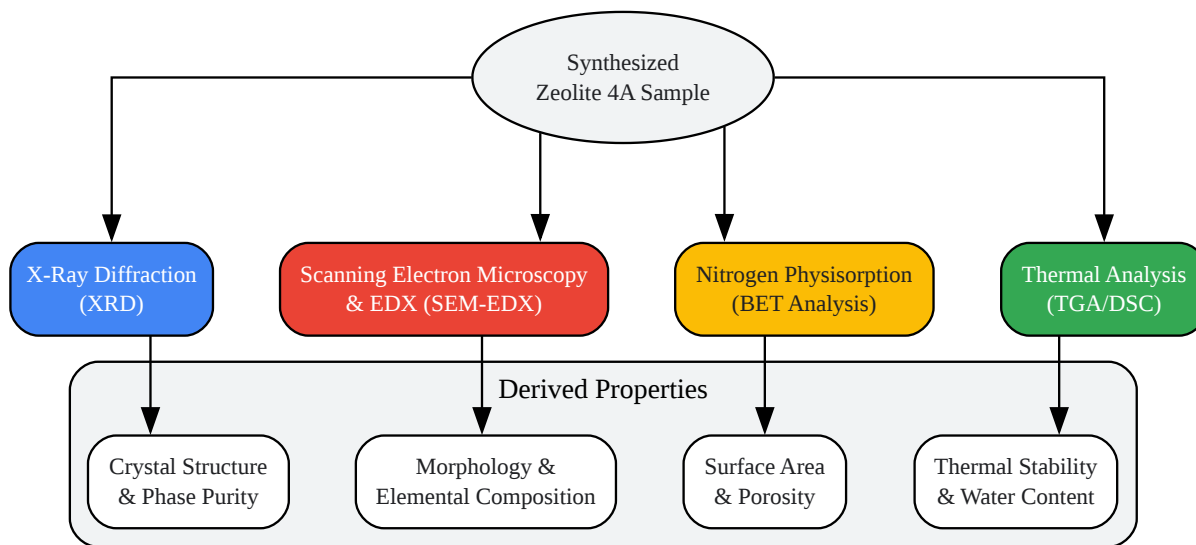 Synthesized
Zeolite 4A Sample
X-Ray Diffraction
(XRD)
Scanning Electron Microscopy
& EDX (SEM-EDX)
Nitrogen Physisorption
(BET Analysis)
Thermal Analysis
(TGA/DSC)
Derived Properties
Crystal Structure
& Phase Purity
Morphology &
Elemental Composition
Surface Area
& Porosity
Thermal Stability
& Water Content